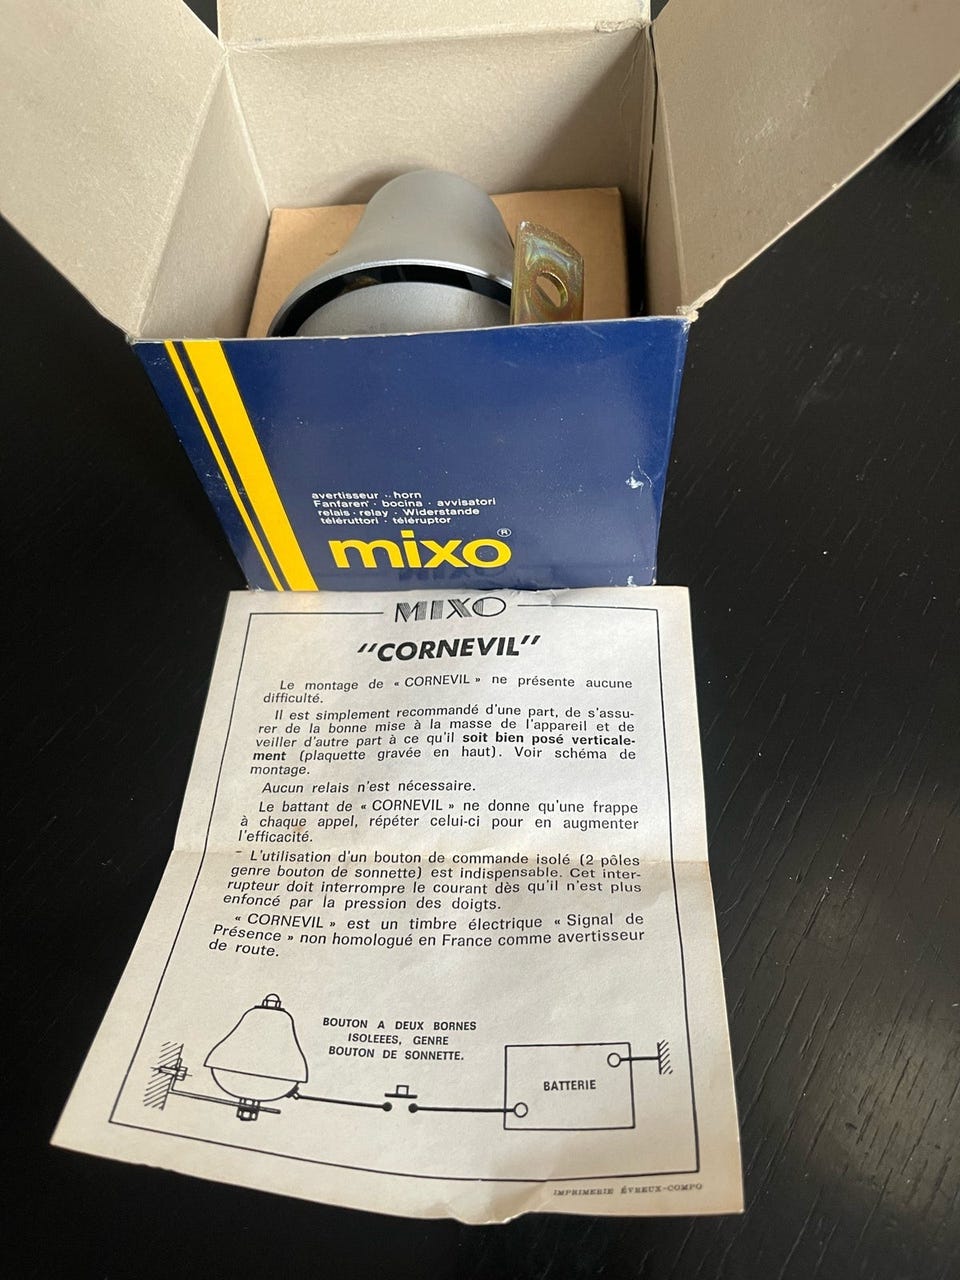 avertisseur · horn
Fanfaren · bocina · avvisatori
relais · relay · Widerstande
téléruttori · téléruptor
mixo®
MIXO
“CORNEVIL”
Le montage de « CORNEVIL » ne présente aucune
difficulté.
Il est simplement recommandé d'une part, de s'assu-
rer de la bonne mise à la masse de l'appareil et de
veiller d'autre part à ce qu'il soit bien posé verticale-
ment (plaquette gravée en haut). Voir schéma de
montage.
Aucun relais n'est nécessaire.
Le battant de « CORNEVIL » ne donne qu'une frappe
à chaque appel, répéter celui-ci pour en augmenter
l'efficacité.
- L'utilisation d'un bouton de commande isolé (2 pôles
genre bouton de sonnette) est indispensable. Cet inter-
rupteur doit interrompre le courant dès qu'il n'est plus
enfoncé par la pression des doigts.
« CORNEVIL » est un timbre électrique « Signal de
Présence » non homologué en France comme avertisseur
de route.
BOUTON A DEUX BORNES
ISOLEEES, GENRE
BOUTON DE SONNETTE.
BATTERIE
IMPRIMERIE ÉVREUX-COMPO